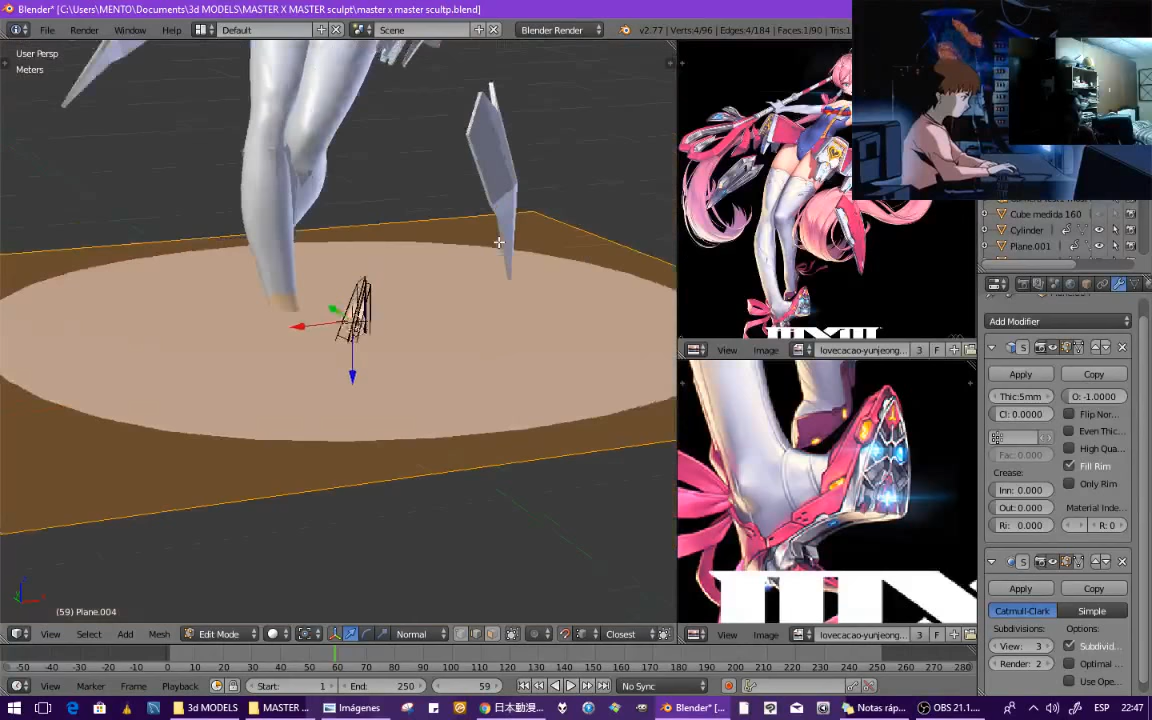 Blender* [C:\Users\MENTO\Documents\3d MODELS\MASTER X MASTER sculpt\master x master scultp.blend]
File Render Window Help Default Scene Blender Render v2.77 | Verts:4/96 | Edges:4/184 | Faces:1/90 | Tris:1
User Persp
Meters
Cube medida 160
Cylinder
Plane.001
Add Modifier
View Image lovecacao-yunjeong... 3 F
S
Apply Copy
Thic:5mm O: -1.0000
Cl: 0.0000 Flip Nor...
Even Thic...
High Qua...
Fac: 0.000
Fill Rim
Crease:
Only Rim
Inn: 0.000
Out:0.000 Material Inde...
Ri: 0.000 R: 0
S
Apply Copy
Catmull-Clark Simple
Subdivisions: Options:
View: 3 Subdivid...
Render: 2 Optimal ...
Use Ope...
(59) Plane.004
View Select Add Mesh Edit Mode Normal Closest
View Image lovecacao-yunjeong... 3 F
-50 -40 -30 -20 -10 0 10 20 30 40 50 60 70 80 90 100 110 120 130 140 150 160 170 180 190 200 210 220 230 240 250 260 270 280
View Marker Frame Playback Start: 1 End: 250 59 No Sync
3d MODELS MASTER ... Imágenes 日本動漫... Blender* [... Notas ráp... OBS 21.1.... ESP 22:47